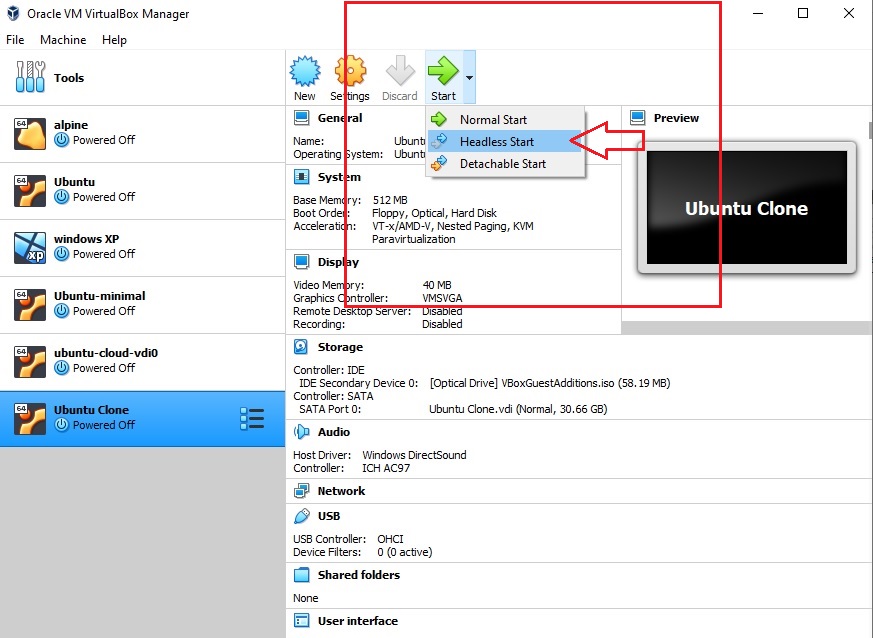 Oracle VM VirtualBox Manager
File Machine Help
Tools
New Settings Discard Start
Normal Start
Headless Start
Detachable Start
64
alpine
Powered Off
64
Ubuntu
Powered Off
xp
windows XP
Powered Off
64
Ubuntu-minimal
Powered Off
64
ubuntu-cloud-vdi0
Powered Off
64
Ubuntu Clone
Powered Off
General
Name: Ubunt
Operating System: Ubunt
Preview
Ubuntu Clone
System
Base Memory: 512 MB
Boot Order: Floppy, Optical, Hard Disk
Acceleration: VT-x/AMD-V, Nested Paging, KVM
Paravirtualization
Display
Video Memory: 40 MB
Graphics Controller: VMSVGA
Remote Desktop Server: Disabled
Recording: Disabled
Storage
Controller: IDE
IDE Secondary Device 0: [Optical Drive] VBoxGuestAdditions.iso (58.19 MB)
Controller: SATA
SATA Port 0: Ubuntu Clone.vdi (Normal, 30.66 GB)
Audio
Host Driver: Windows DirectSound
Controller: ICH AC97
Network
USB
USB Controller: OHCI
Device Filters: 0 (0 active)
Shared folders
None
User interface